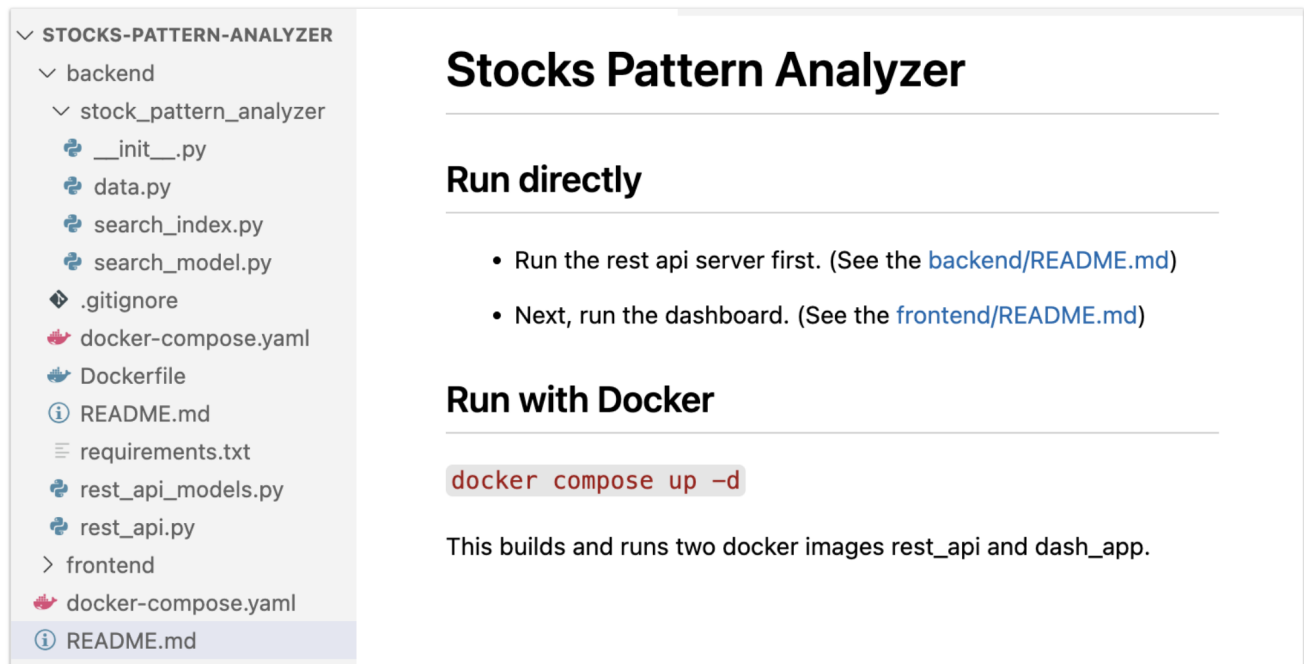 STOCKS-PATTERN-ANALYZER
backend
stock_pattern_analyzer
__init__.py
data.py
search_index.py
search_model.py
.gitignore
docker-compose.yaml
Dockerfile
README.md
requirements.txt
rest_api_models.py
rest_api.py
frontend
docker-compose.yaml
README.md
Stocks Pattern Analyzer
Run directly
• Run the rest api server first. (See the backend/README.md)
• Next, run the dashboard. (See the frontend/README.md)
Run with Docker
docker compose up -d
This builds and runs two docker images rest_api and dash_app.